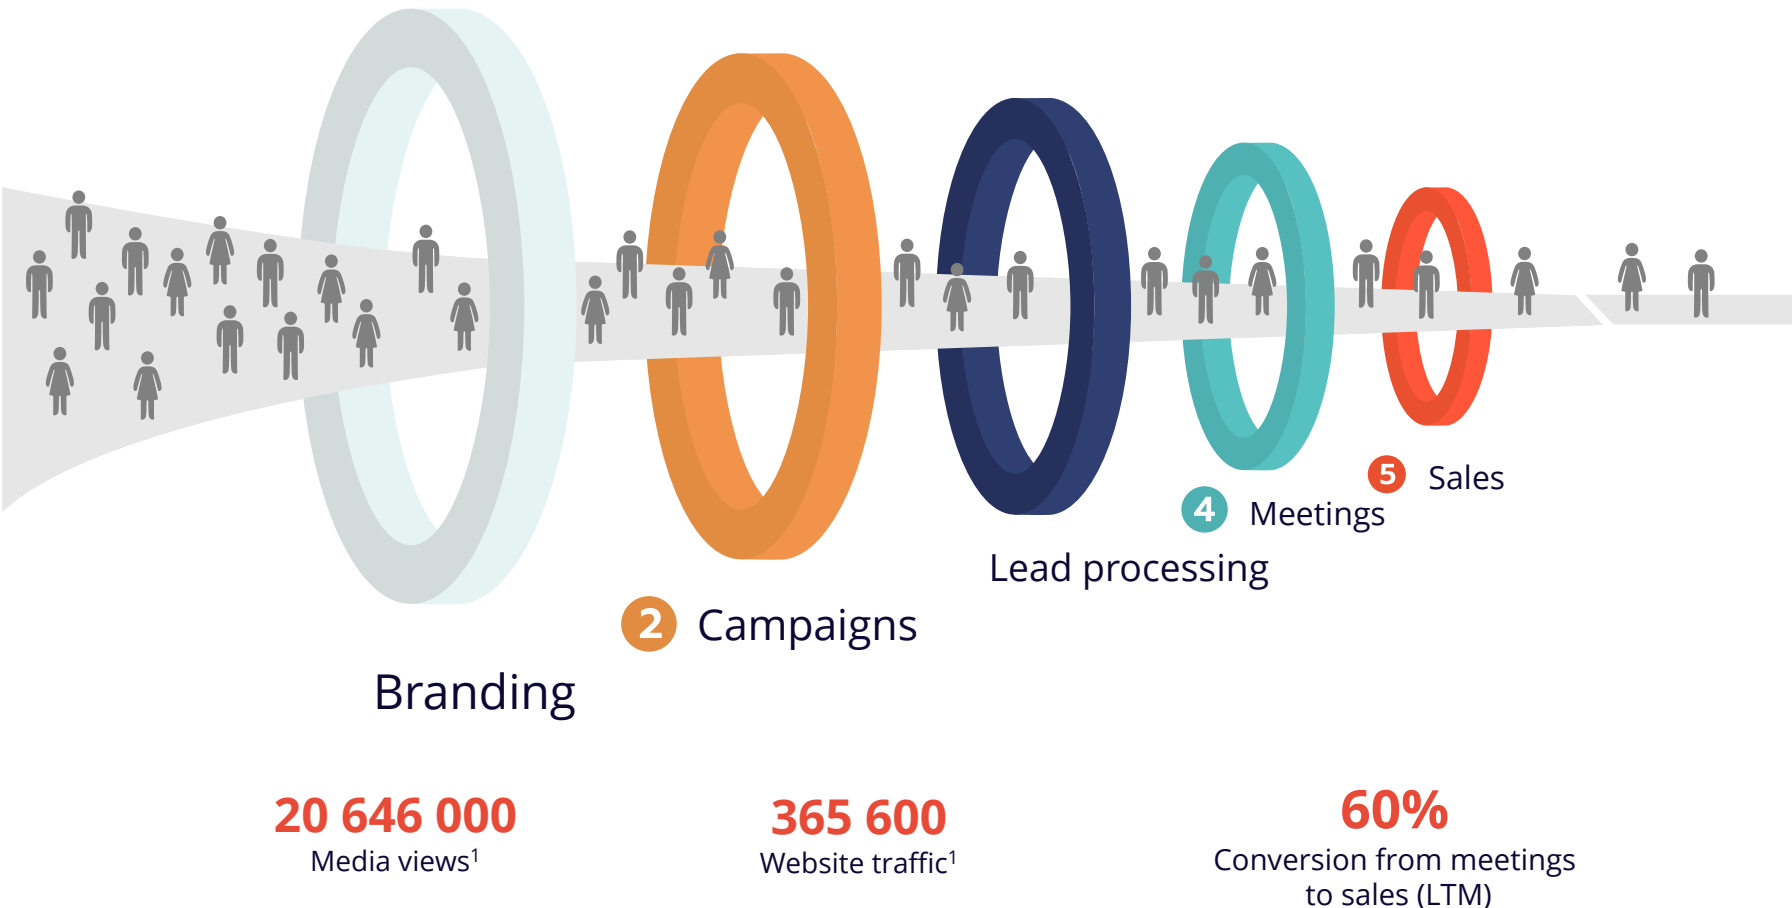 5 Sales
4 Meetings
Lead processing
2 Campaigns
Branding
20 646 000
Media views¹
365 600
Website traffic¹
60%
Conversion from meetings
to sales (LTM)